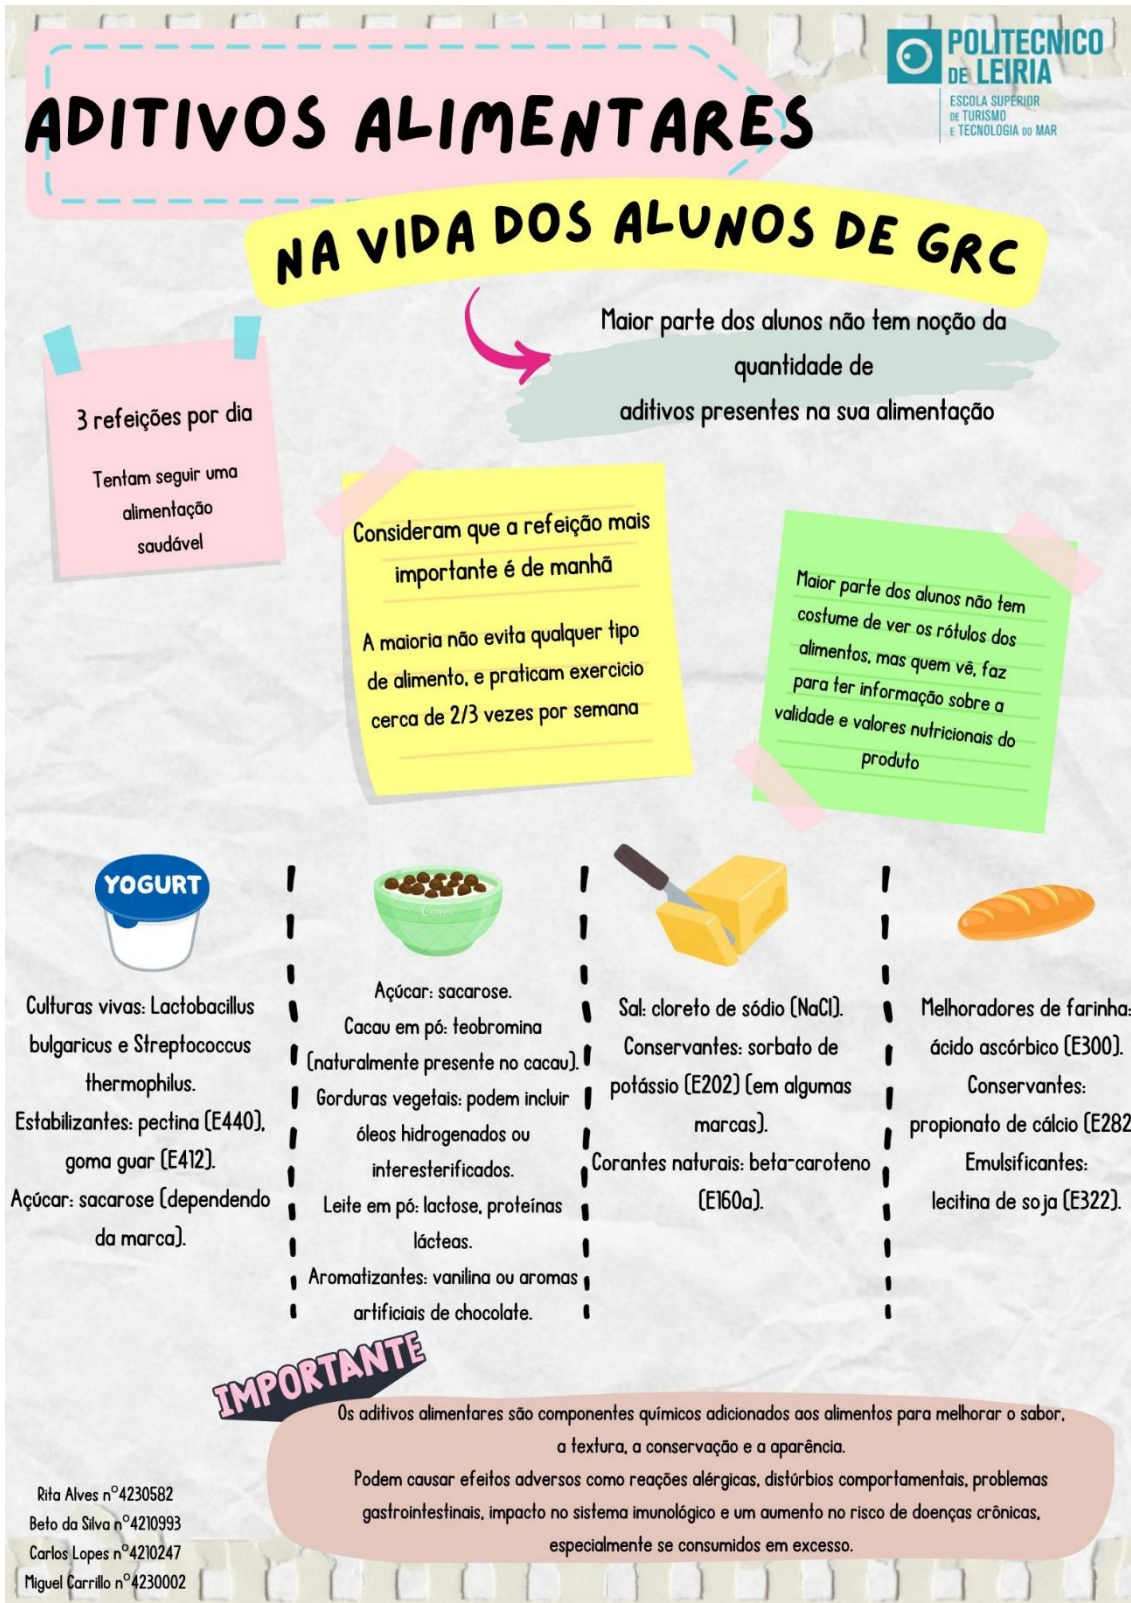 ADITIVOS ALIMENTARES
POLITECNICO
DE LEIRIA
ESCOLA SUPERIOR
DE TURISMO
E TECNOLOGIA DO MAR
NA VIDA DOS ALUNOS DE GRC
Maior parte dos alunos não tem noção da
quantidade de
aditivos presentes na sua alimentação
3 refeições por dia
Tentam seguir uma
alimentação
saudável
Consideram que a refeição mais
importante é de manhã
A maioria não evita qualquer tipo
de alimento, e praticam exercicio
cerca de 2/3 vezes por semana
Maior parte dos alunos não tem
costume de ver os rótulos dos
alimentos, mas quem vê, faz
para ter informação sobre a
validade e valores nutricionais do
produto
YOGURT
Culturas vivas: Lactobacillus
bulgaricus e Streptococcus
thermophilus.
Estabilizantes: pectina (E440),
goma guar (E412).
Açúcar: sacarose (dependendo
da marca).
Canva
Açúcar: sacarose.
Cacau em pó: teobromina
(naturalmente presente no cacau).
Gorduras vegetais: podem incluir
óleos hidrogenados ou
interesterificados.
Leite em pó: lactose, proteínas
lácteas.
Aromatizantes: vanilina ou aromas
artificiais de chocolate.
Sal: cloreto de sódio (NaCl).
Conservantes: sorbato de
potássio (E202) (em algumas
marcas).
Corantes naturais: beta-caroteno
(E160a).
Melhoradores de farinha:
ácido ascórbico (E300).
Conservantes:
propionato de cálcio (E282
Emulsificantes:
lecitina de soja (E322).
IMPORTANTE
Os aditivos alimentares são componentes químicos adicionados aos alimentos para melhorar o sabor,
a textura, a conservação e a aparência.
Podem causar efeitos adversos como reações alérgicas, distúrbios comportamentais, problemas
gastrointestinais, impacto no sistema imunológico e um aumento no risco de doenças crônicas,
especialmente se consumidos em excesso.
Rita Alves nº4230582
Beto da Silva nº4210993
Carlos Lopes nº4210247
Miguel Carrillo nº4230002